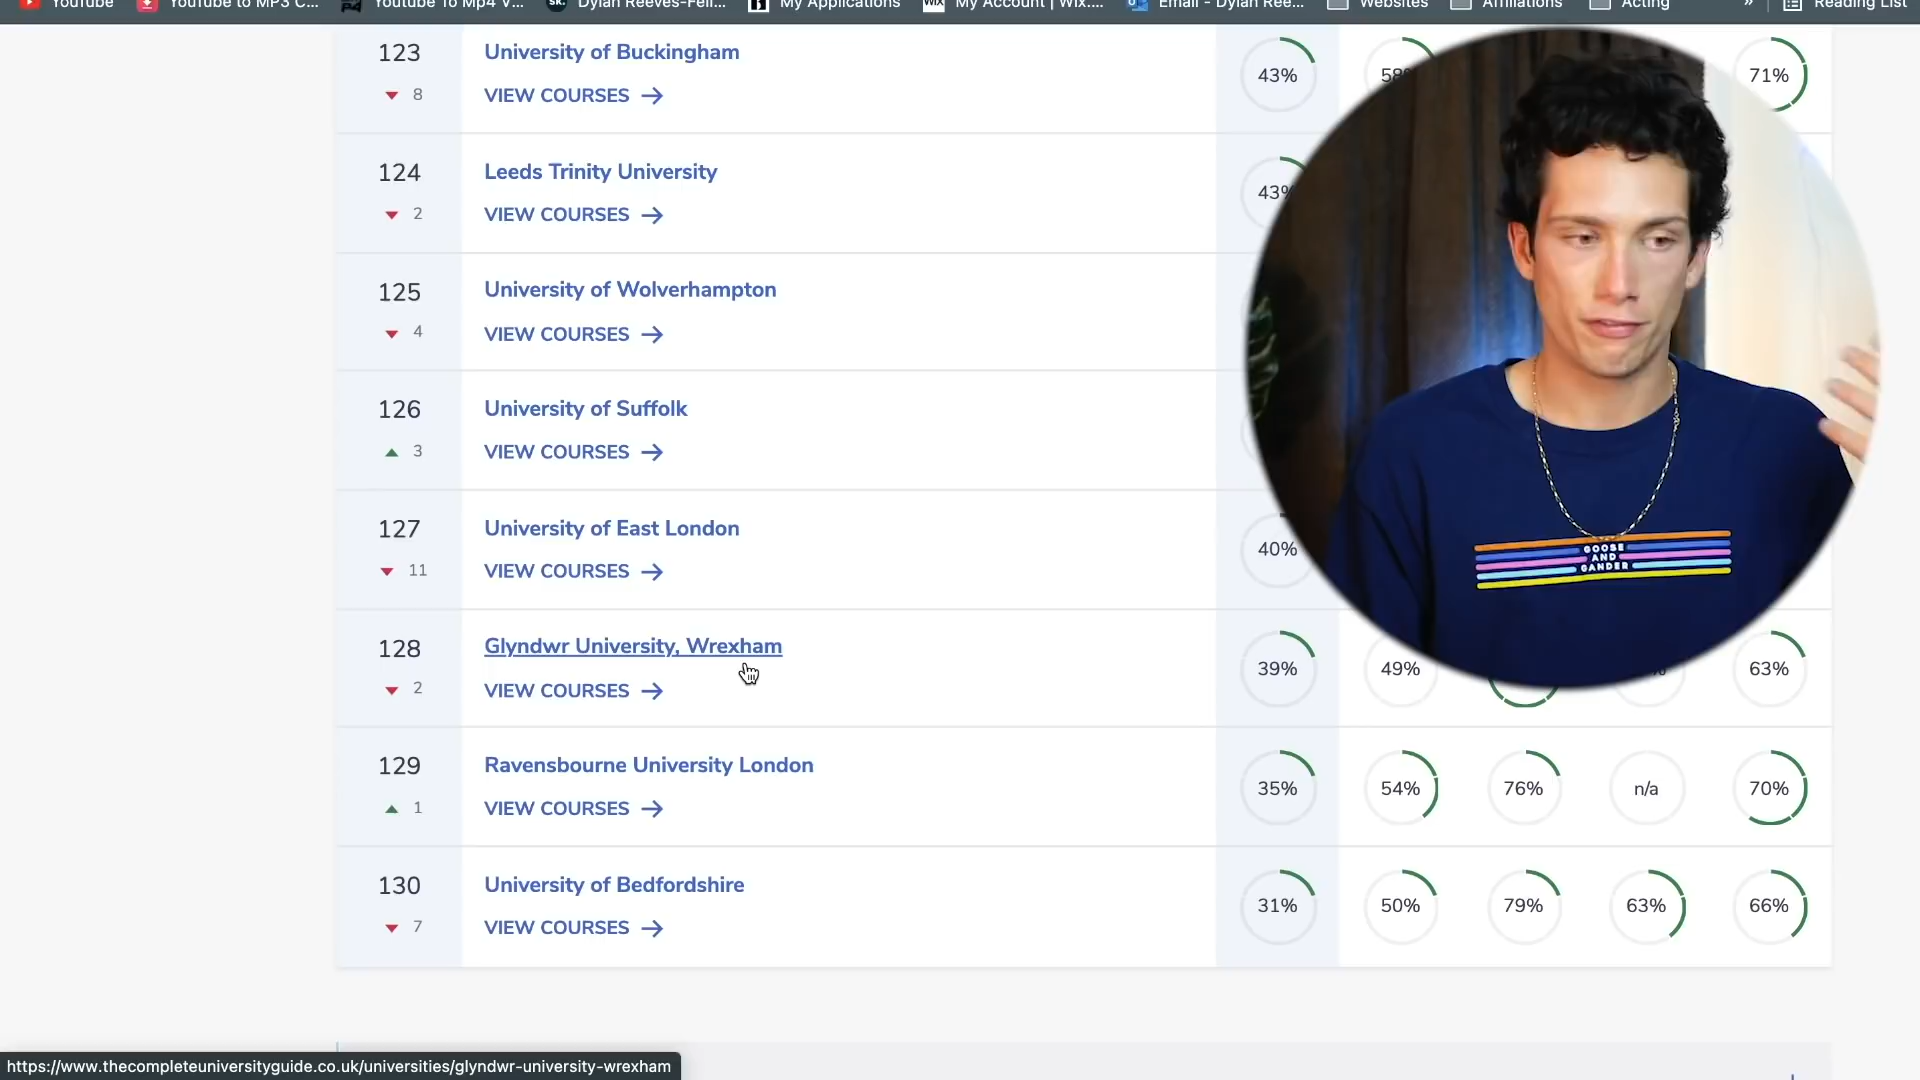 YouTube YouTube to MP3 C... Youtube To Mp4 V... SK. Dylan Reeves-Fell... My Applications WIX My Account | Wix.... Email - Dylan Ree... Websites Affiliations Acting » Reading List
123 University of Buckingham
8 VIEW COURSES → 43% 58 71%
124 Leeds Trinity University
2 VIEW COURSES → 43%
125 University of Wolverhampton
4 VIEW COURSES →
126 University of Suffolk
3 VIEW COURSES →
127 University of East London
11 VIEW COURSES → 40%
GOOSE
AND
GANDER
128 Glyndwr University, Wrexham
2 VIEW COURSES → 39% 49% 63%
129 Ravensbourne University London
1 VIEW COURSES → 35% 54% 76% n/a 70%
130 University of Bedfordshire
7 VIEW COURSES → 31% 50% 79% 63% 66%
https://www.thecompleteuniversityguide.co.uk/universities/glyndwr-university-wrexham